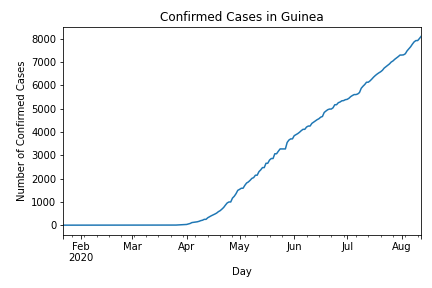 Confirmed Cases in Guinea
Number of Confirmed Cases
8000
7000
6000
5000
4000
3000
2000
1000
0
Feb Mar Apr May Jun Jul Aug
2020
Day